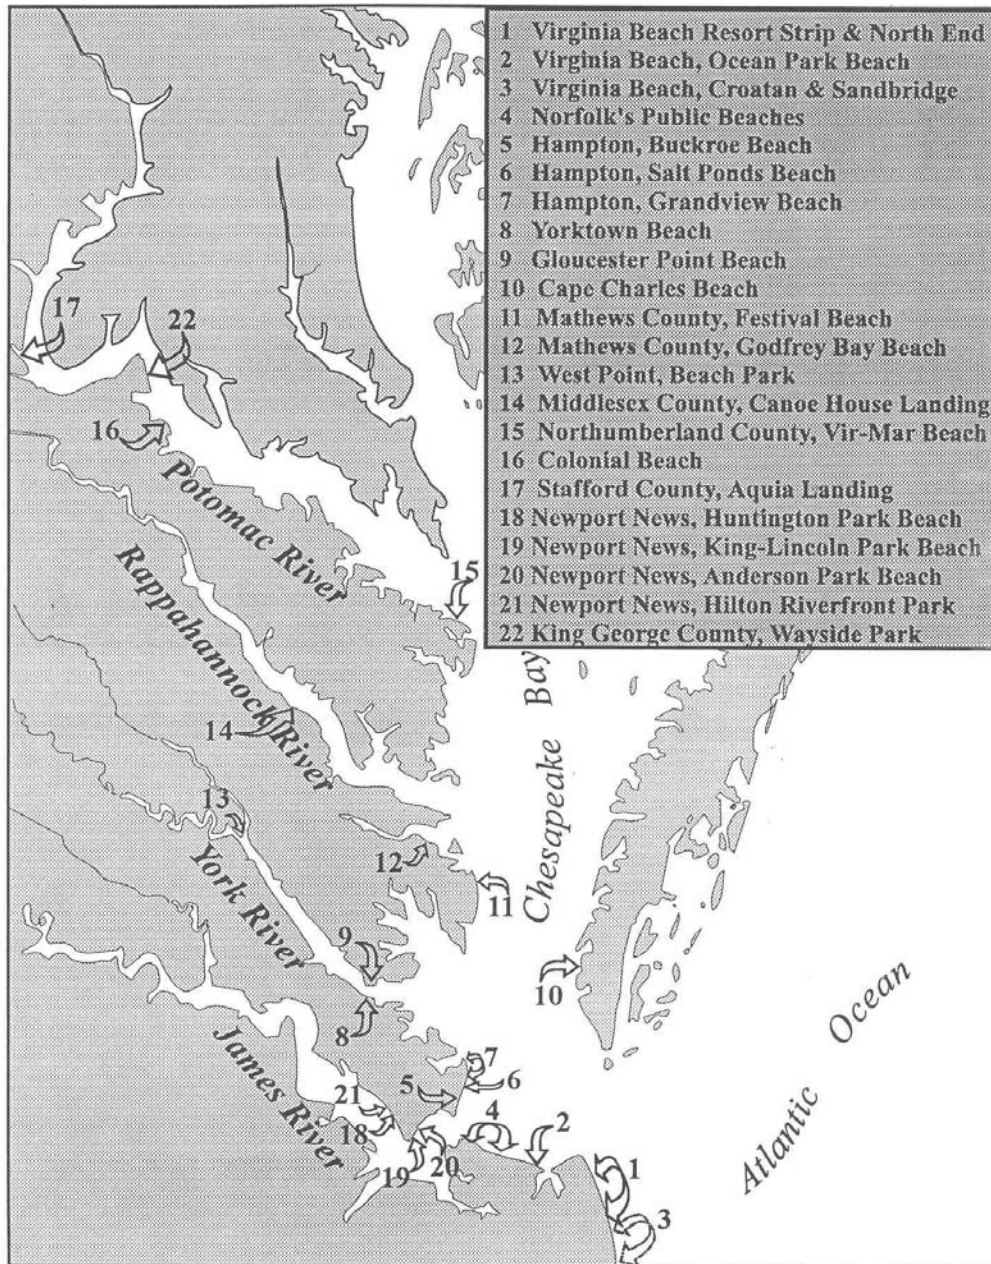 1 Virginia Beach Resort Strip & North End
2 Virginia Beach, Ocean Park Beach
3 Virginia Beach, Croatan & Sandbridge
4 Norfolk's Public Beaches
5 Hampton, Buckroe Beach
6 Hampton, Salt Ponds Beach
7 Hampton, Grandview Beach
8 Yorktown Beach
9 Gloucester Point Beach
10 Cape Charles Beach
11 Mathews County, Festival Beach
12 Mathews County, Godfrey Bay Beach
13 West Point, Beach Park
14 Middlesex County, Canoe House Landing
15 Northumberland County, Vir-Mar Beach
16 Colonial Beach
17 Stafford County, Aquia Landing
18 Newport News, Huntington Park Beach
19 Newport News, King-Lincoln Park Beach
20 Newport News, Anderson Park Beach
21 Newport News, Hilton Riverfront Park
22 King George County, Wayside Park
17
22
16
Potomac River
15
Rappahannock River
14
Chesapeake Bay
13
12
11
York River
9
10
8
Atlantic Ocean
James River
7
5
6
21
4
2
18
19
20
1
3